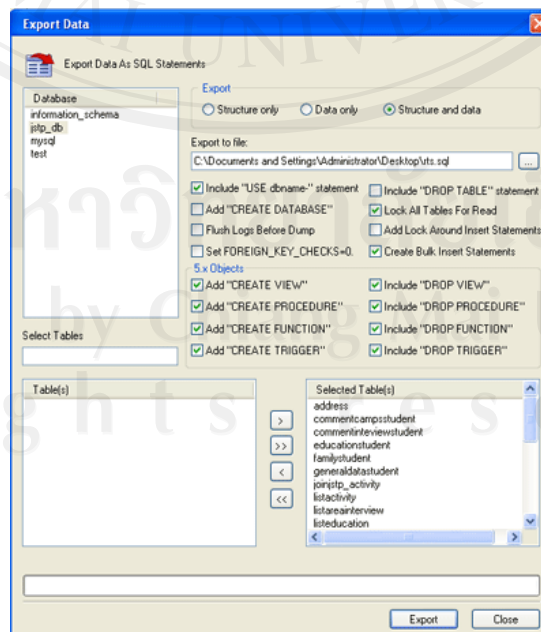 Export Data
Export Data As SQL Statements
Database
information_schema
jstp_db
mysql
test
Export
Structure only
Data only
Structure and data
Export to file:
C:\Documents and Settings\Administrator\Desktop\rts.sql
...
Include "USE dbname-" statement
Include "DROP TABLE" statement
Add "CREATE DATABASE"
Lock All Tables For Read
Flush Logs Before Dump
Add Lock Around Insert Statements
Set FOREIGN_KEY_CHECKS=0.
Create Bulk Insert Statements
5.x Objects
Add "CREATE VIEW"
Include "DROP VIEW"
Add "CREATE PROCEDURE"
Include "DROP PROCEDURE"
Add "CREATE FUNCTION"
Include "DROP FUNCTION"
Add "CREATE TRIGGER"
Include "DROP TRIGGER"
Select Tables
Table(s)
>
>>
<
<<
Selected Table(s)
address
commentcampsstudent
commentinteviewstudent
educationstudent
familystudent
generaldatastudent
joinjstp_activity
listactivity
listareainterview
listeducation
Export
Close
by Chiang Mai U